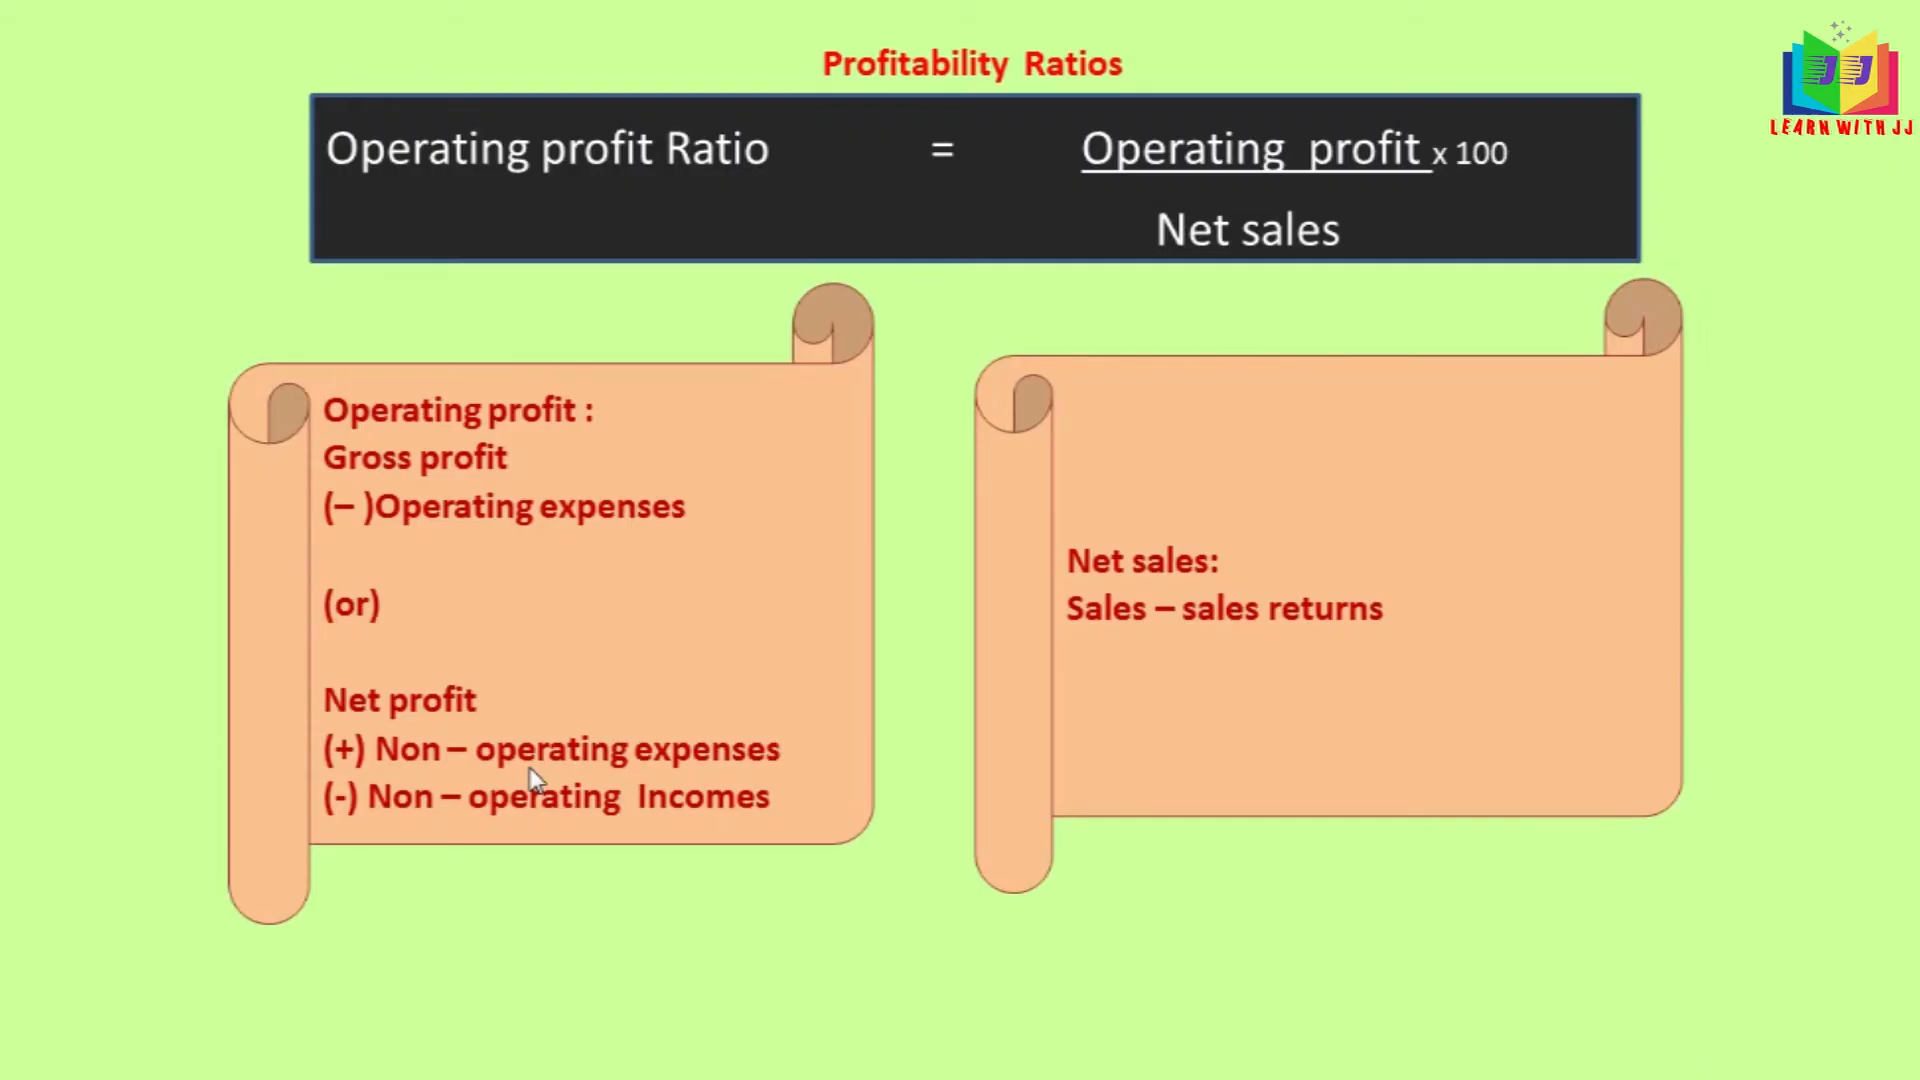 Profitability Ratios
Operating profit Ratio = Operating profit x 100
Net sales
Operating profit :
Gross profit
(– )Operating expenses
(or)
Net profit
(+) Non – operating expenses
(-) Non – operating Incomes
Net sales:
Sales – sales returns
JJ
LEARN WITH JJ